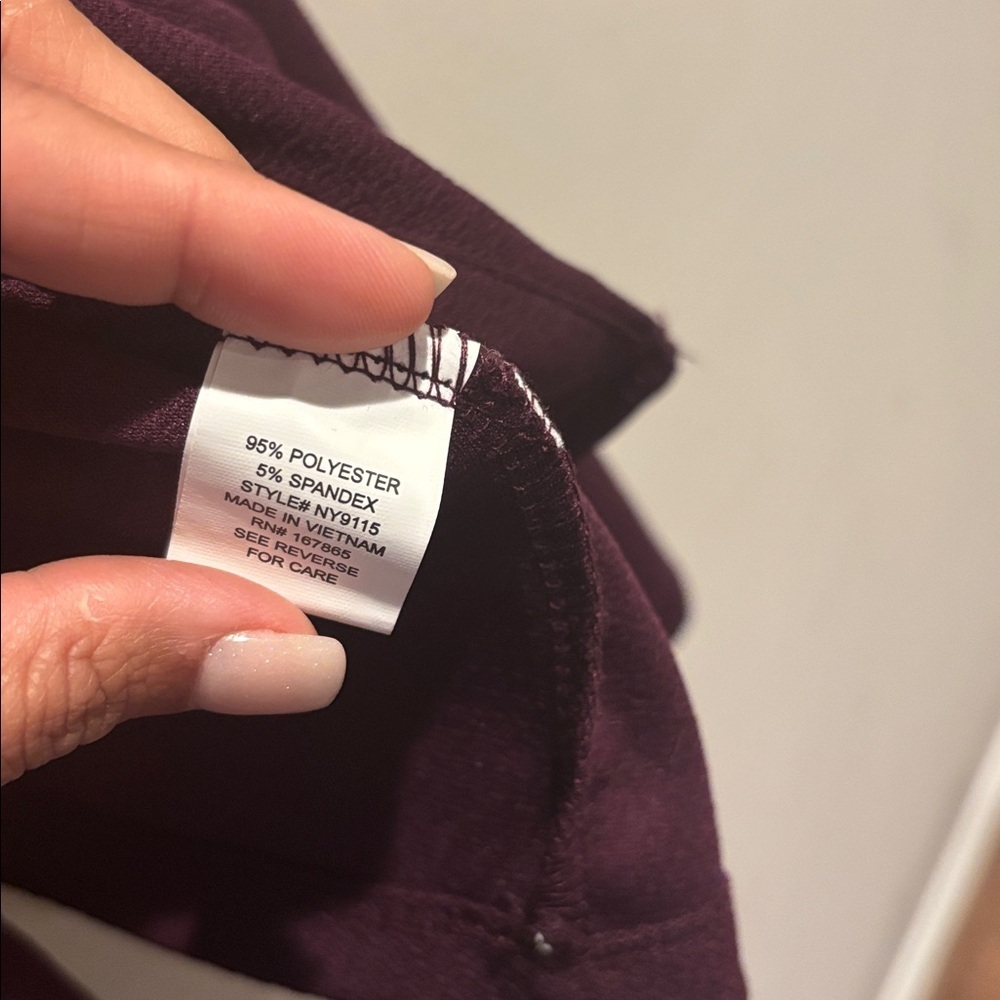 95% POLYESTER
5% SPANDEX
STYLE# NY9115
MADE IN VIETNAM
RN# 167865
SEE REVERSE
FOR CARE